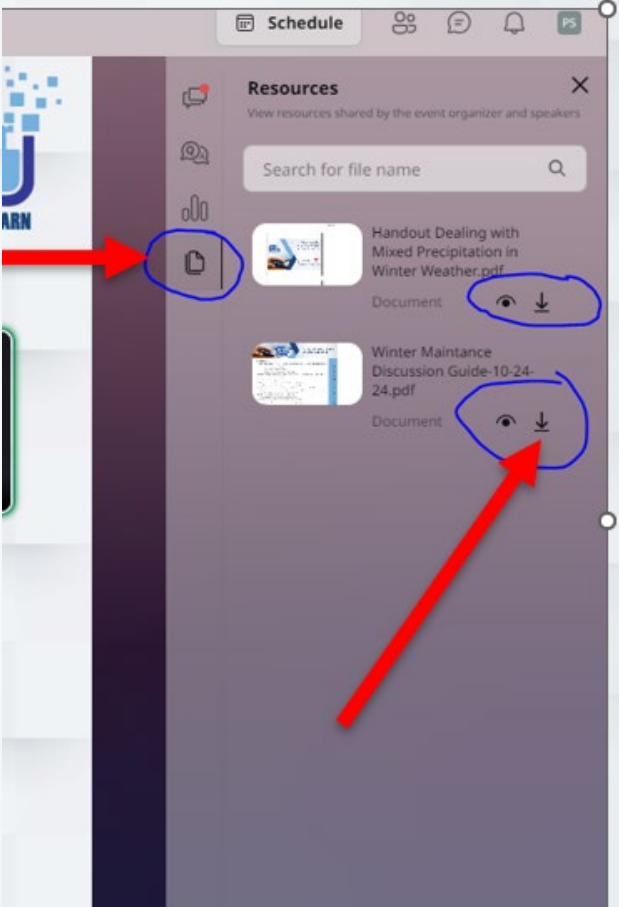 Schedule
PS
ARN
Resources
View resources shared by the event organizer and speakers
Search for file name
Handout Dealing with
Mixed Precipitation in
Winter Weather.pdf
Document
Winter Maintance
Discussion Guide-10-24-
24.pdf
Document